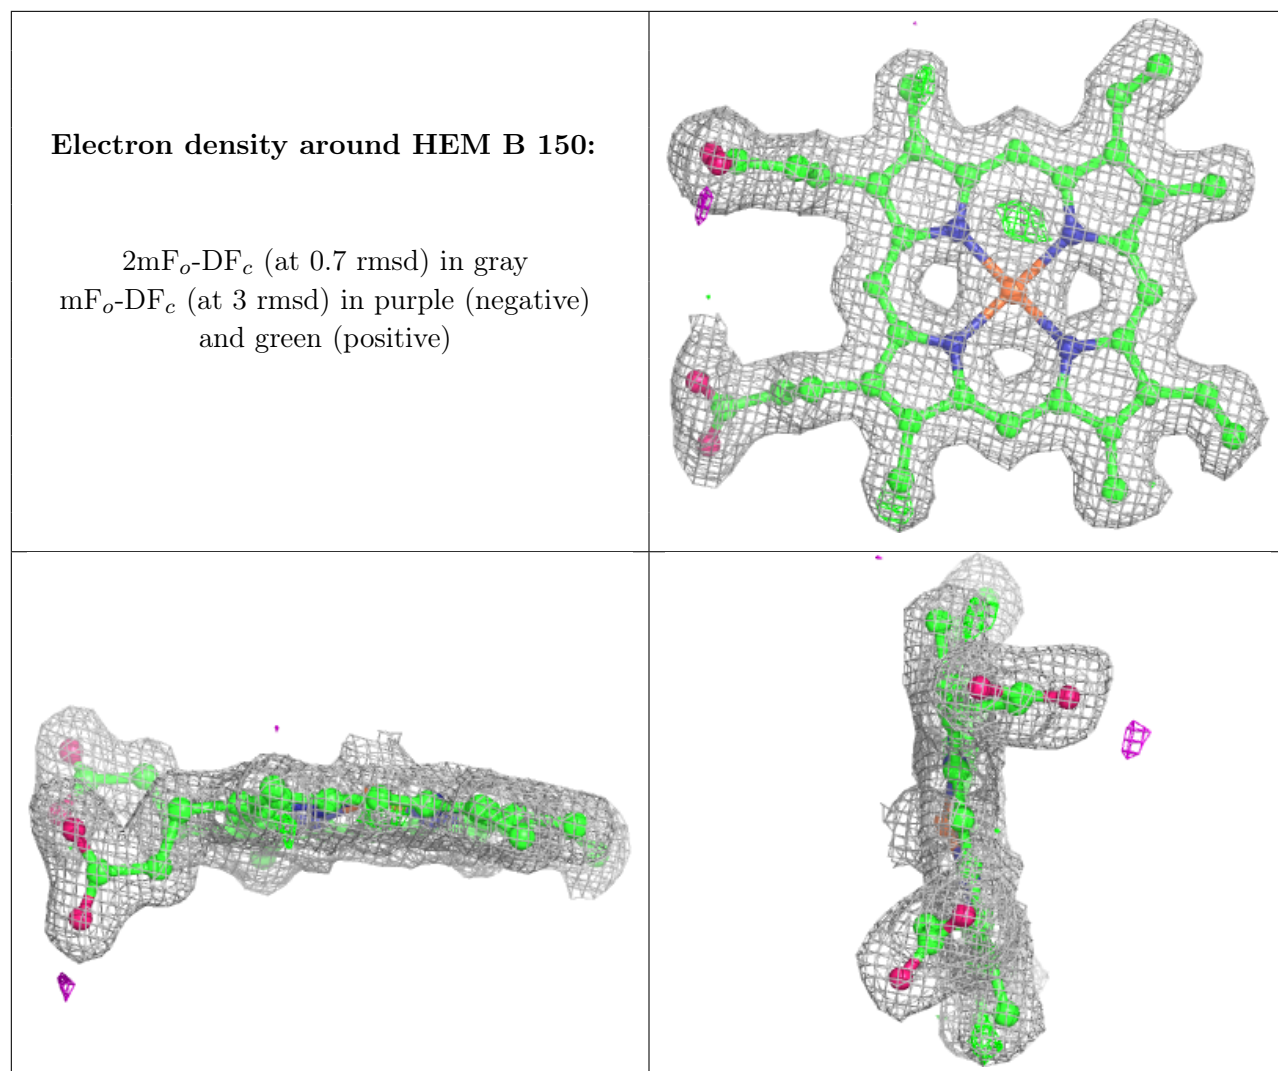 Electron density around HEM B 150:
2mFo-DFc (at 0.7 rmsd) in gray
mFo-DFc (at 3 rmsd) in purple (negative)
and green (positive)